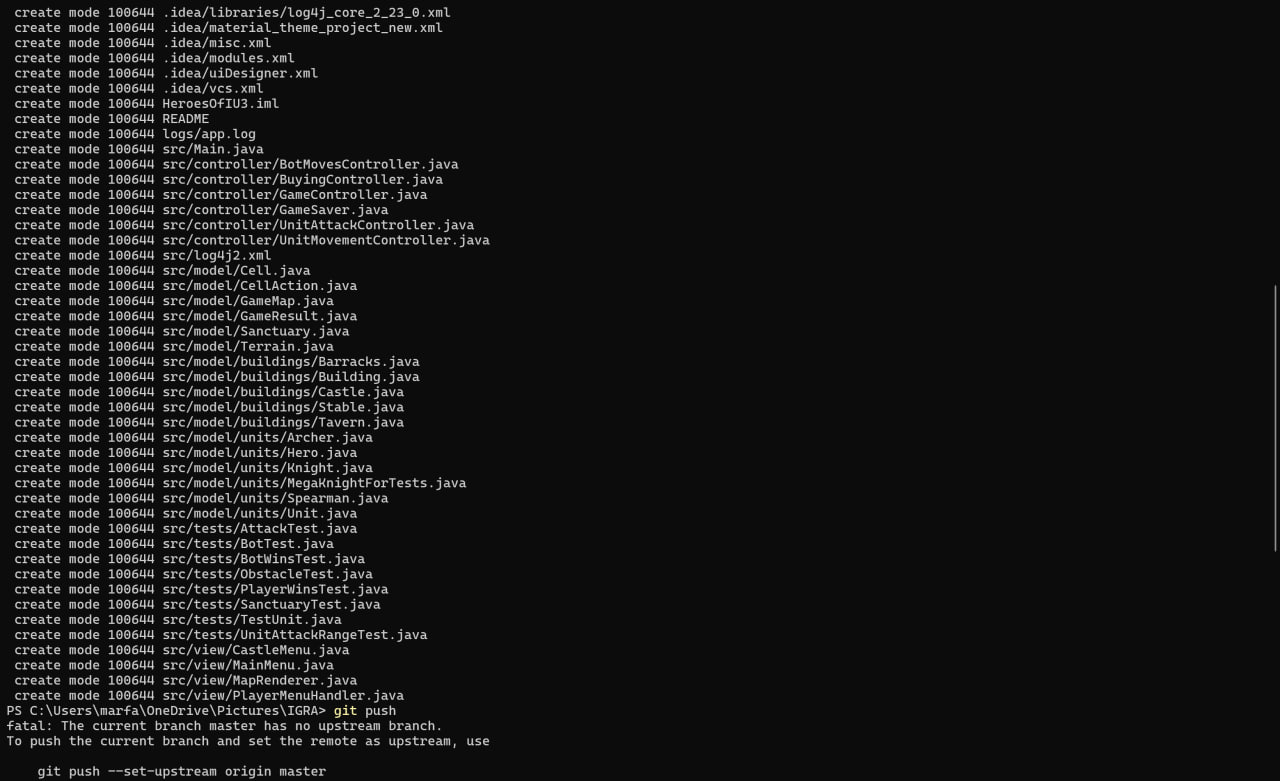 create mode 100644 .idea/libraries/log4j_core_2_23_0.xml
create mode 100644 .idea/material_theme_project_new.xml
create mode 100644 .idea/misc.xml
create mode 100644 .idea/modules.xml
create mode 100644 .idea/uiDesigner.xml
create mode 100644 .idea/vcs.xml
create mode 100644 HeroesOfIU3.iml
create mode 100644 README
create mode 100644 logs/app.log
create mode 100644 src/Main.java
create mode 100644 src/controller/BotMovesController.java
create mode 100644 src/controller/BuyingController.java
create mode 100644 src/controller/GameController.java
create mode 100644 src/controller/GameSaver.java
create mode 100644 src/controller/UnitAttackController.java
create mode 100644 src/controller/UnitMovementController.java
create mode 100644 src/log4j2.xml
create mode 100644 src/model/Cell.java
create mode 100644 src/model/CellAction.java
create mode 100644 src/model/GameMap.java
create mode 100644 src/model/GameResult.java
create mode 100644 src/model/Sanctuary.java
create mode 100644 src/model/Terrain.java
create mode 100644 src/model/buildings/Barracks.java
create mode 100644 src/model/buildings/Building.java
create mode 100644 src/model/buildings/Castle.java
create mode 100644 src/model/buildings/Stable.java
create mode 100644 src/model/buildings/Tavern.java
create mode 100644 src/model/units/Archer.java
create mode 100644 src/model/units/Hero.java
create mode 100644 src/model/units/Knight.java
create mode 100644 src/model/units/MegaKnightForTests.java
create mode 100644 src/model/units/Spearman.java
create mode 100644 src/model/units/Unit.java
create mode 100644 src/tests/AttackTest.java
create mode 100644 src/tests/BotTest.java
create mode 100644 src/tests/BotWinsTest.java
create mode 100644 src/tests/ObstacleTest.java
create mode 100644 src/tests/PlayerWinsTest.java
create mode 100644 src/tests/SanctuaryTest.java
create mode 100644 src/tests/TestUnit.java
create mode 100644 src/tests/UnitAttackRangeTest.java
create mode 100644 src/view/CastleMenu.java
create mode 100644 src/view/MainMenu.java
create mode 100644 src/view/MapRenderer.java
create mode 100644 src/view/PlayerMenuHandler.java
PS C:\Users\marfa\OneDrive\Pictures\IGRA> git push
fatal: The current branch master has no upstream branch.
To push the current branch and set the remote as upstream, use
git push --set-upstream origin master